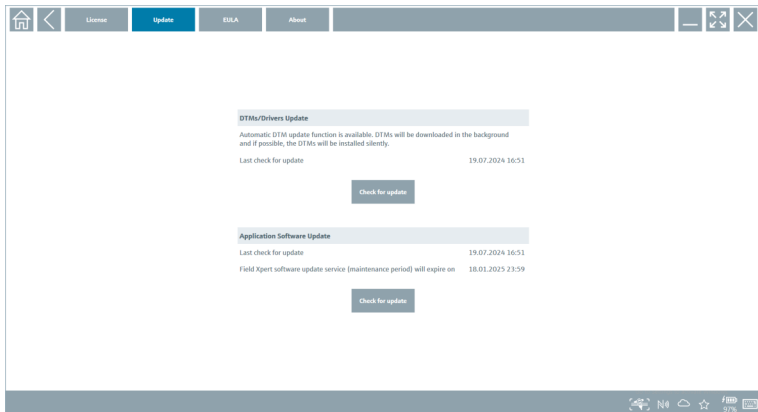 License
Update
EULA
About
DTMs/Drivers Update
Automatic DTM update function is available. DTMs will be downloaded in the background
and if possible, the DTMs will be installed silently.
Last check for update 19.07.2024 16:51
Check for update
Application Software Update
Last check for update 19.07.2024 16:51
Field Xpert software update service (maintenance period) will expire on 18.01.2025 23:59
Check for update
97%